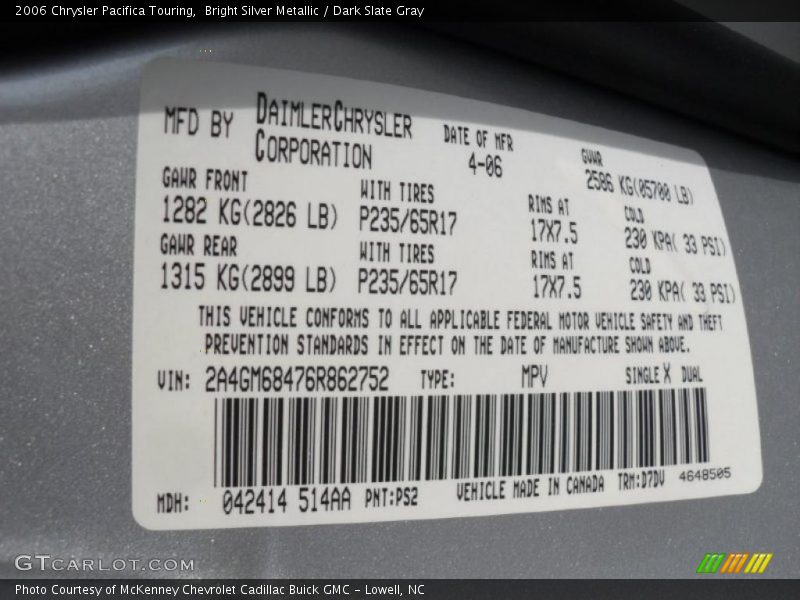 2006 Chrysler Pacifica Touring,  Bright Silver Metallic / Dark Slate Gray
MFD BY DAIMLERCHRYSLER CORPORATION
DATE OF MFR 4-06
GVWR 2586 KG(05700 LB)
GAWR FRONT WITH TIRES RIMS AT COLD
1282 KG(2826 LB) P235/65R17 17X7.5 230 KPA( 33 PSI)
GAWR REAR WITH TIRES RIMS AT COLD
1315 KG(2899 LB) P235/65R17 17X7.5 230 KPA( 33 PSI)
THIS VEHICLE CONFORMS TO ALL APPLICABLE FEDERAL MOTOR VEHICLE SAFETY AND THEFT
PREVENTION STANDARDS IN EFFECT ON THE DATE OF MANUFACTURE SHOWN ABOVE.
VIN: 2A4GM68476R862752 TYPE: MPV SINGLE X DUAL
MDH: 042414 514AA PNT:PS2 VEHICLE MADE IN CANADA TRM:D7DV 4648505
GTCARLOT.COM
Photo Courtesy of McKenney Chevrolet Cadillac Buick GMC - Lowell, NC